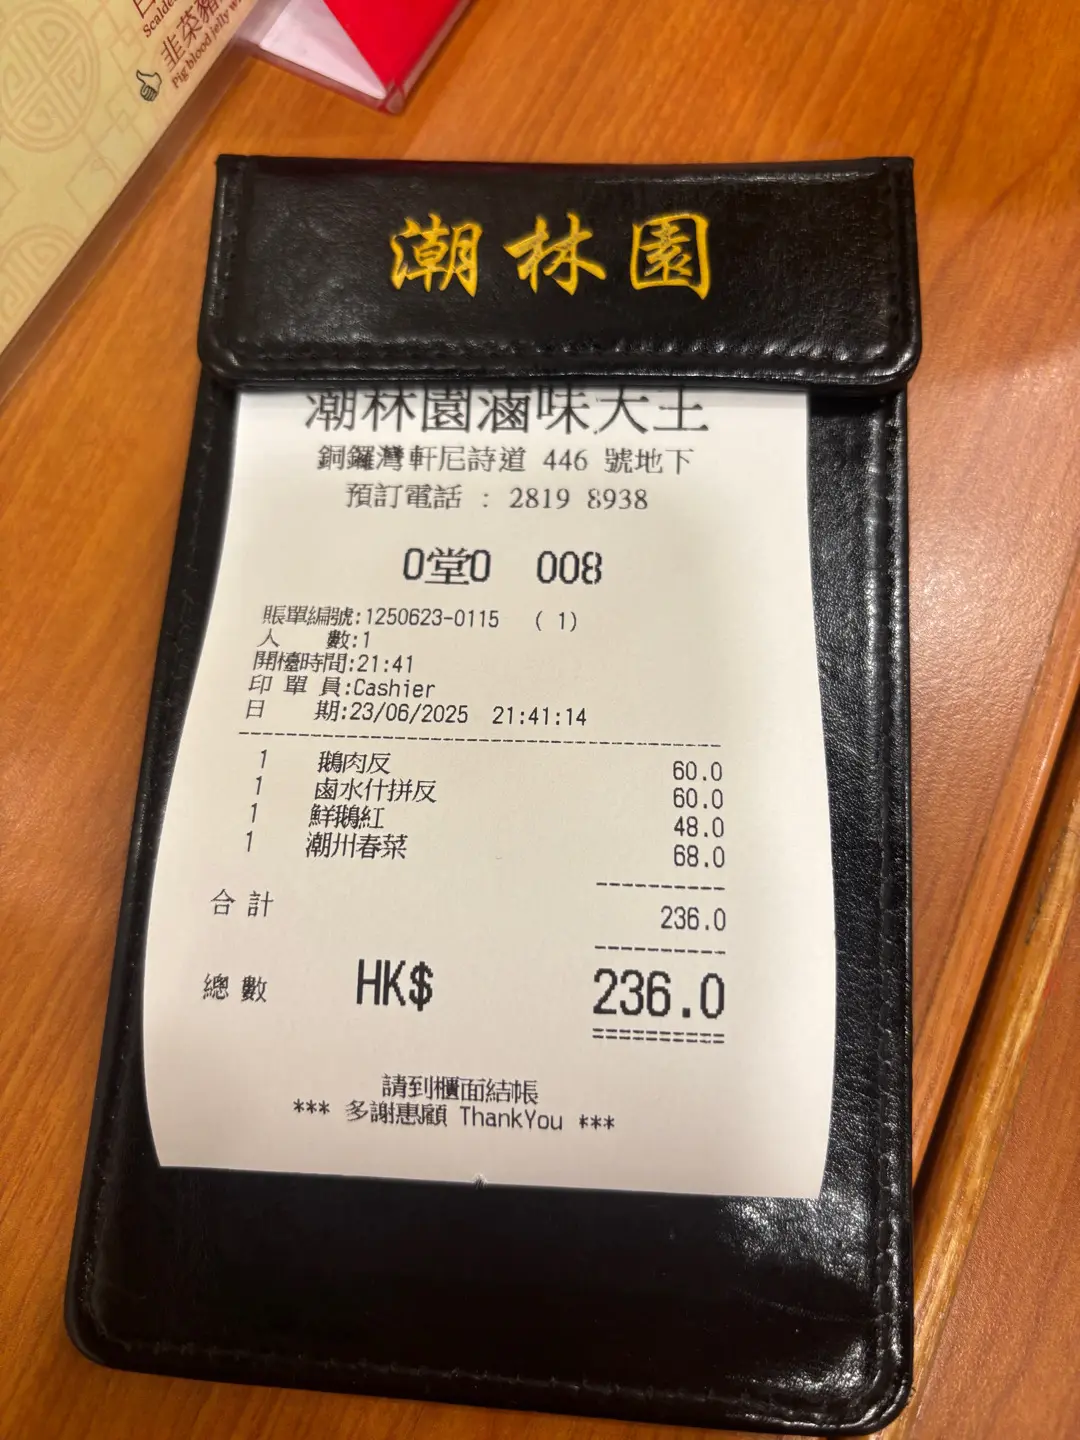 Scalde
韭菜豬
Pig blood jelly w
潮林園
潮林園滷味大王
銅鑼灣軒尼詩道 446 號地下
預訂電話 : 2819 8938
O堂O 008
賬單編號:1250623-0115 ( 1)
人 數:1
開檯時間:21:41
印 單 員:Cashier
日 期:23/06/2025 21:41:14
1 鵝肉反 60.0
1 鹵水什拼反 60.0
1 鮮鵝紅 48.0
1 潮州春菜 68.0
合 計 236.0
總 數 HK$ 236.0
請到櫃面結帳
*** 多謝惠顧 ThankYou ***